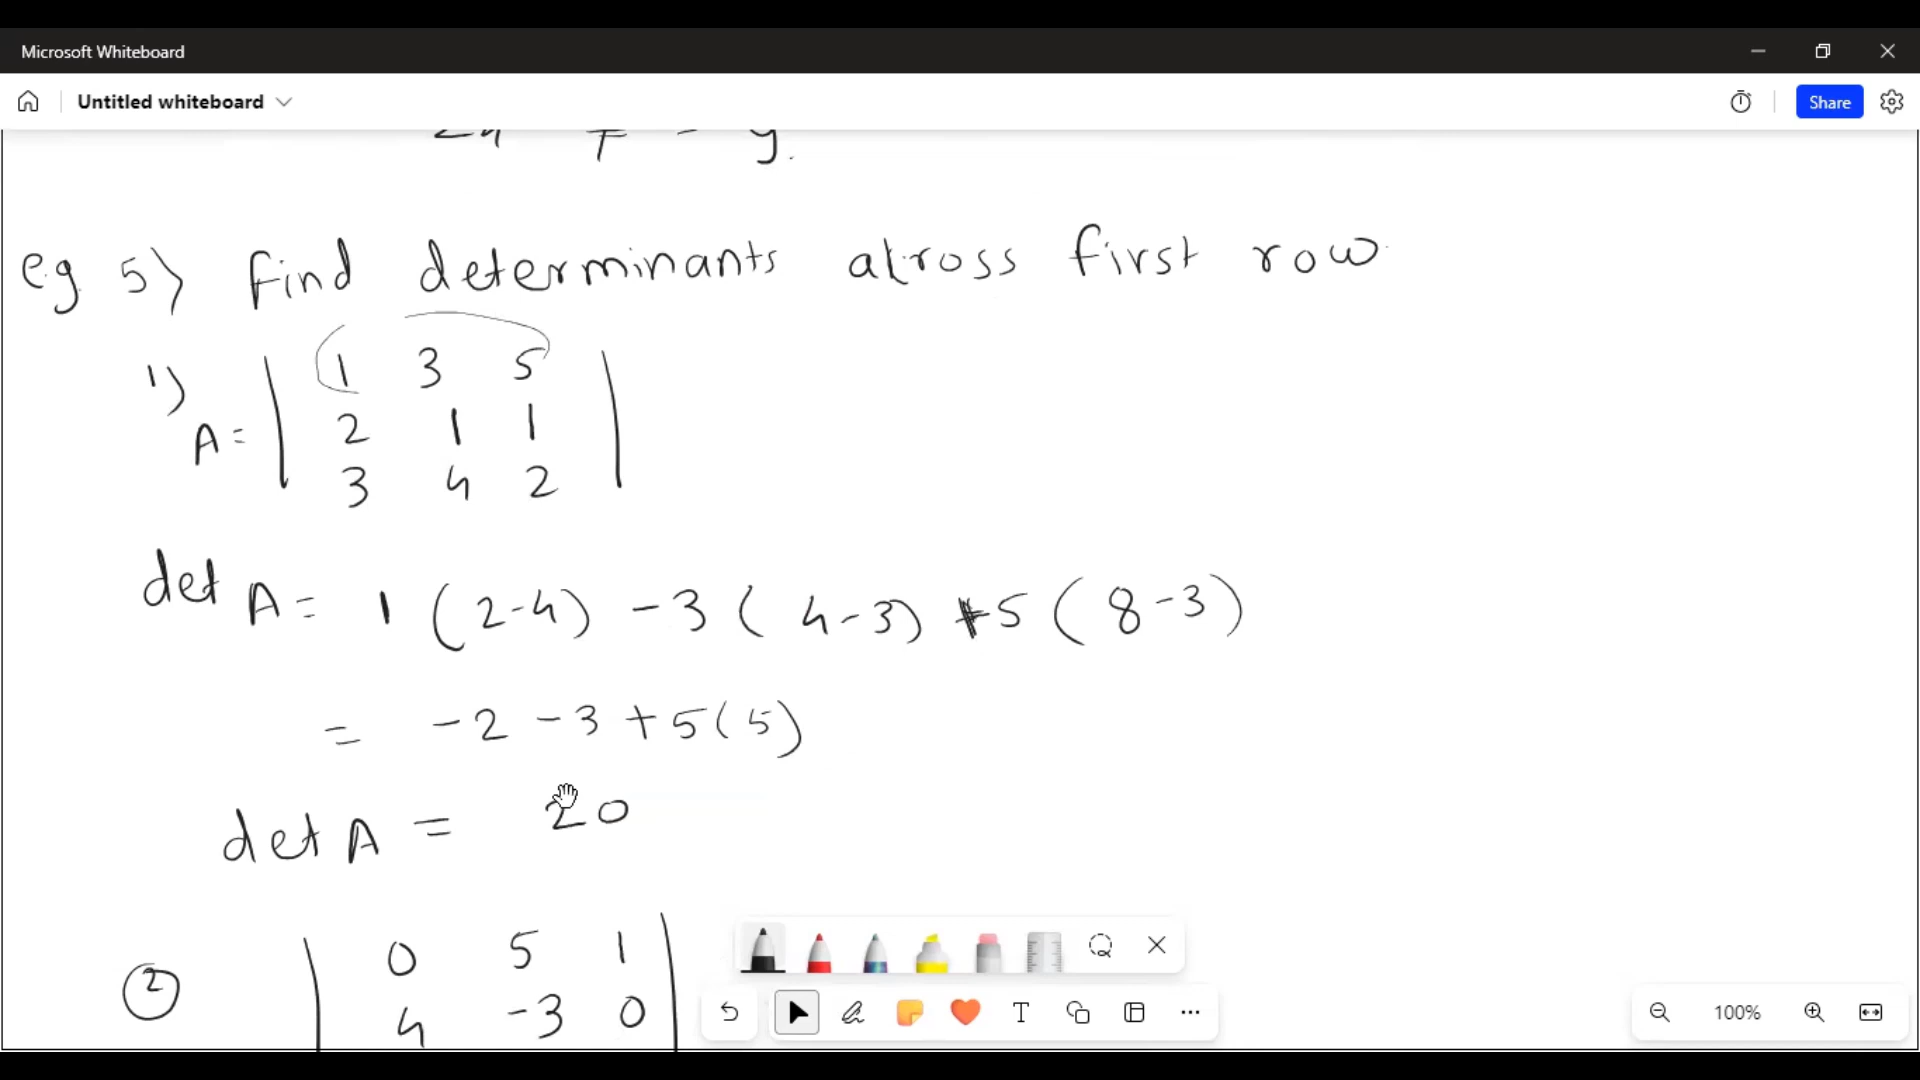 Microsoft Whiteboard
Untitled whiteboard
Share
eg 5) Find determinants across first row
1) A = | 1 3 5 |
2 1 1
3 4 2
det A = 1 (2-4) -3 (4-3) +5 (8-3)
= -2 -3 +5(5)
det A = 20
2 | 0 5 1 |
4 -3 0
T
100%